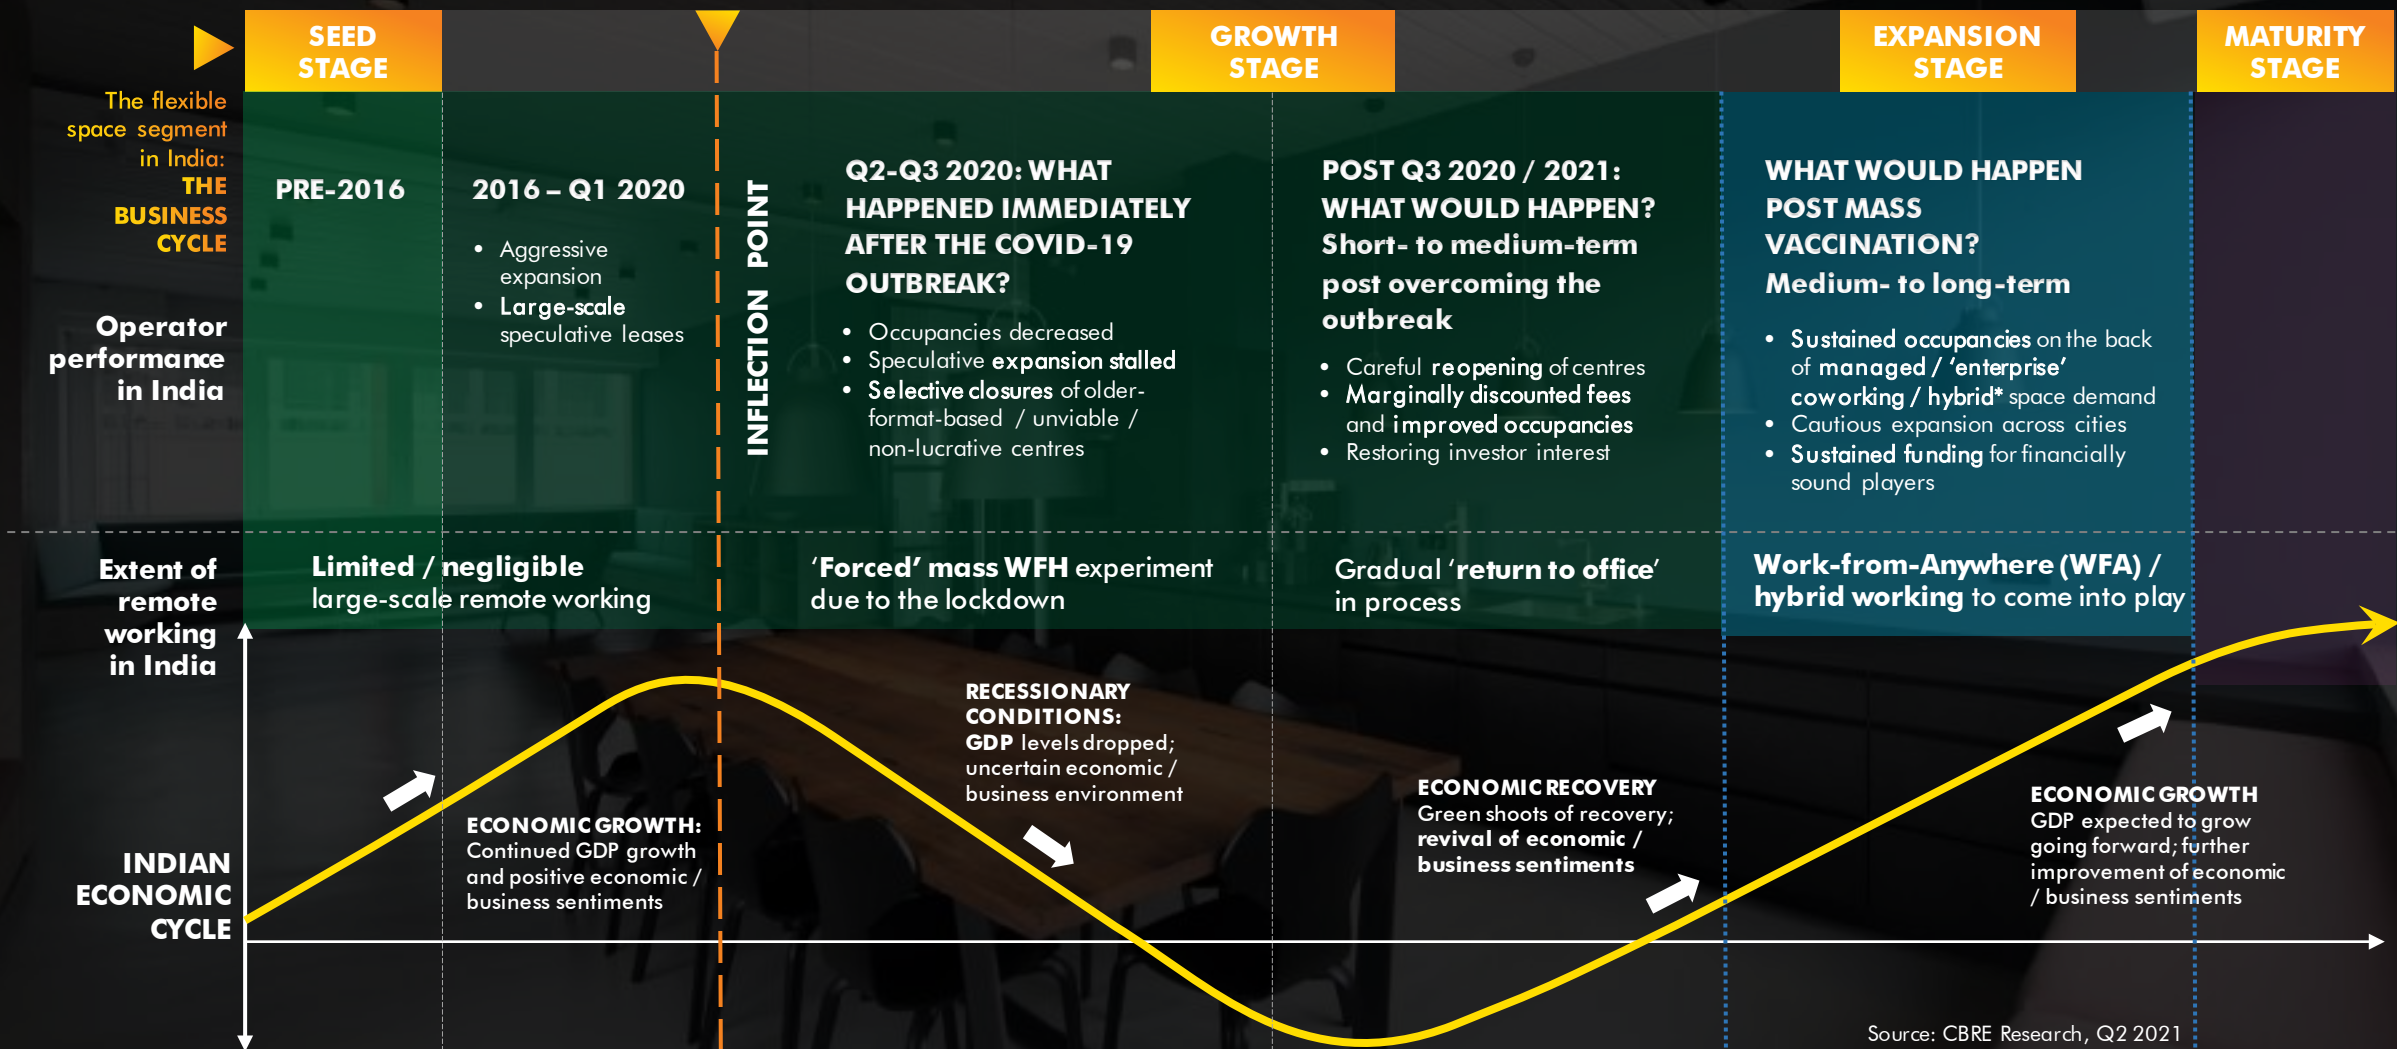 SEED
STAGE
GROWTH
STAGE
EXPANSION
STAGE
MATURITY
STAGE
The flexible
space segment
in India:
THE
BUSINESS
CYCLE
Operator
performance
in India
PRE-2016
2016 – Q1 2020
• Aggressive
expansion
• Large-scale
speculative leases
INFLECTION POINT
Q2-Q3 2020: WHAT
HAPPENED IMMEDIATELY
AFTER THE COVID-19
OUTBREAK?
• Occupancies decreased
• Speculative expansion stalled
• Selective closures of older-
format-based / unviable /
non-lucrative centres
POST Q3 2020 / 2021:
WHAT WOULD HAPPEN?
Short- to medium-term
post overcoming the
outbreak
• Careful reopening of centres
• Marginally discounted fees
and improved occupancies
• Restoring investor interest
WHAT WOULD HAPPEN
POST MASS
VACCINATION?
Medium- to long-term
• Sustained occupancies on the back
of managed / ‘enterprise’
coworking / hybrid* space demand
• Cautious expansion across cities
• Sustained funding for financially
sound players
Extent of
remote
working
in India
Limited / negligible
large-scale remote working
‘Forced’ mass WFH experiment
due to the lockdown
Gradual ‘return to office’
in process
Work-from-Anywhere (WFA) /
hybrid working to come into play
INDIAN
ECONOMIC
CYCLE
ECONOMIC GROWTH:
Continued GDP growth
and positive economic /
business sentiments
RECESSIONARY
CONDITIONS:
GDP levels dropped;
uncertain economic /
business environment
ECONOMIC RECOVERY
Green shoots of recovery;
revival of economic /
business sentiments
ECONOMIC GROWTH
GDP expected to grow
going forward; further
improvement of economic
/ business sentiments
Source: CBRE Research, Q2 2021